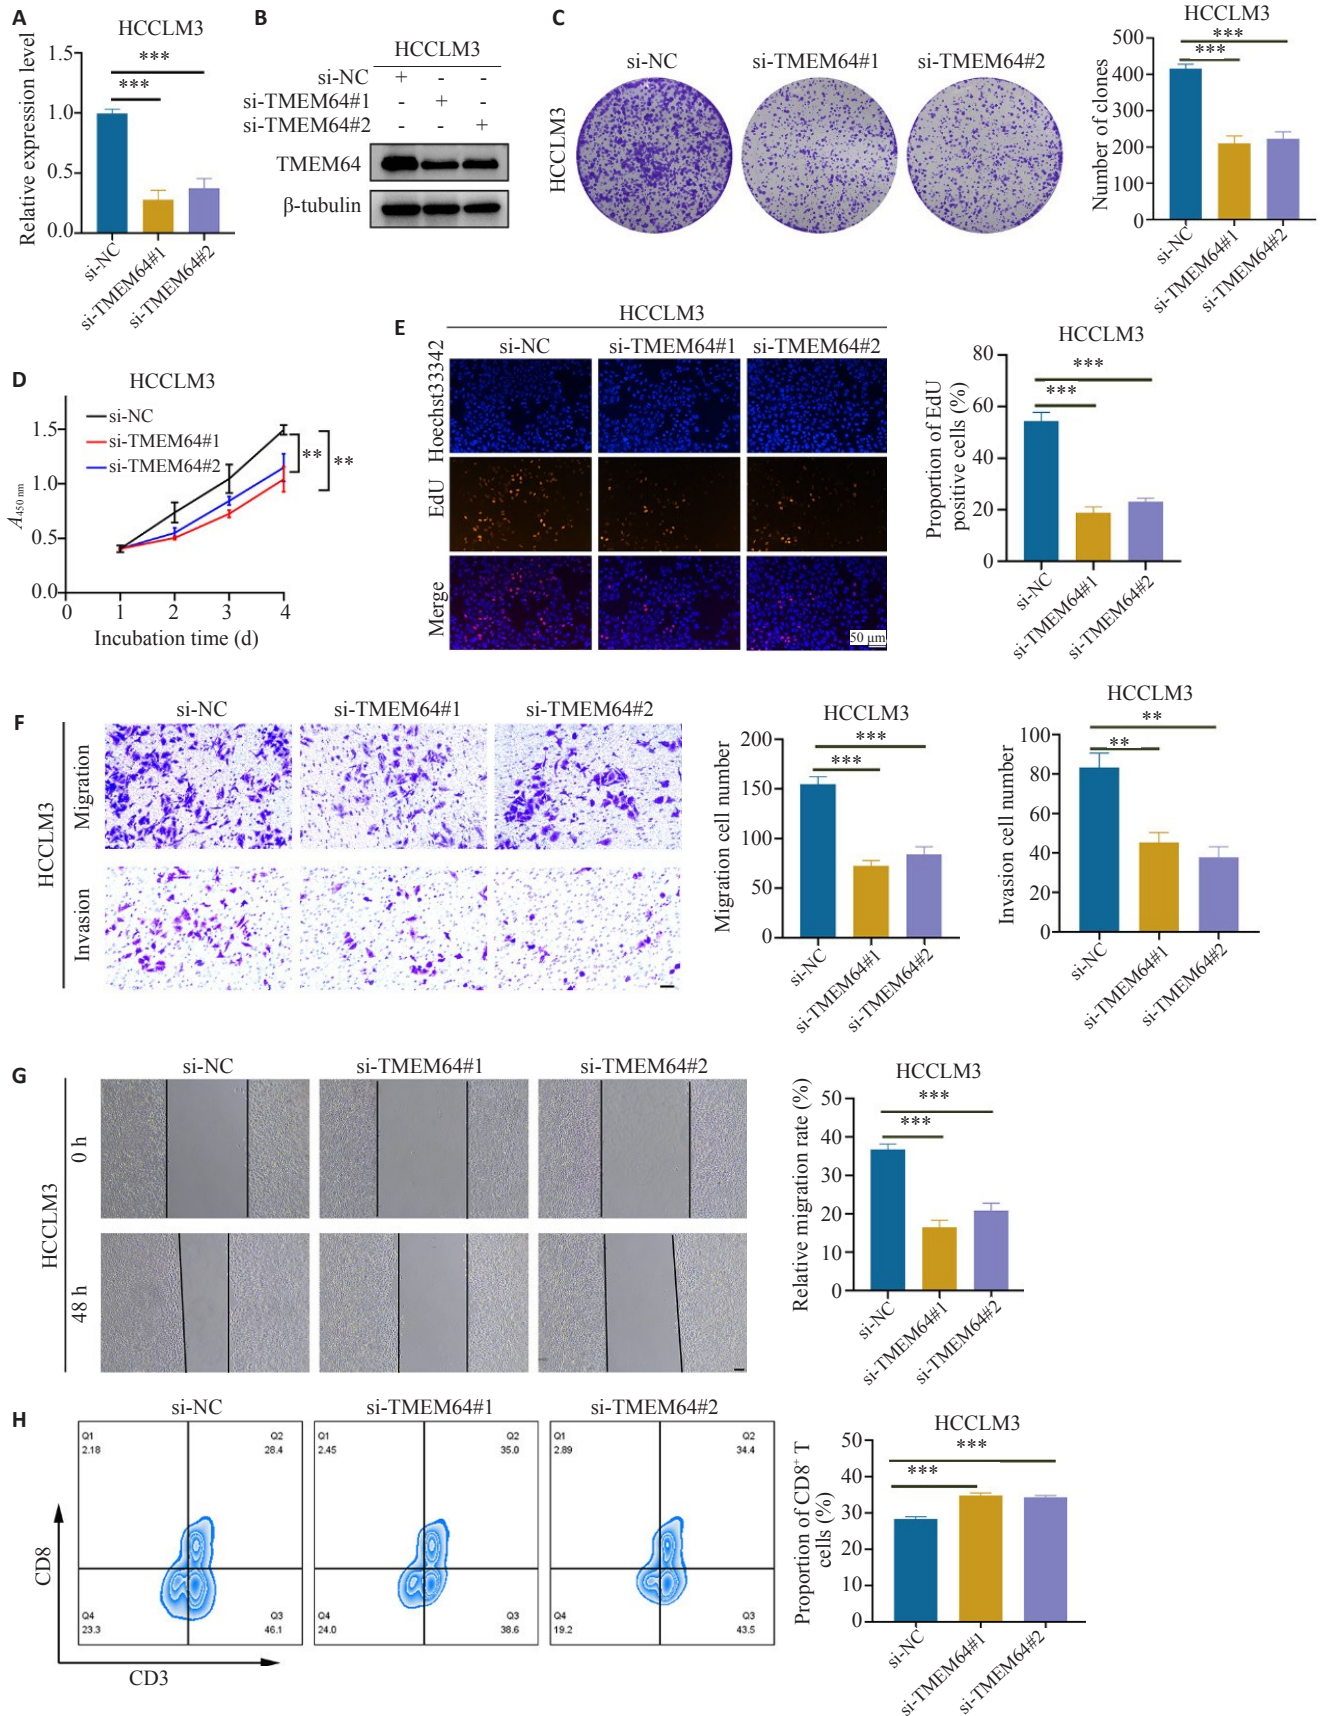 A
HCCLM3
Relative expression level
1.5
1.0
0.5
0.0
***
***
si-NC
si-TMEM64#1
si-TMEM64#2
B
HCCLM3
si-NC + - -
si-TMEM64#1 - + -
si-TMEM64#2 - - +
TMEM64
β-tubulin
C
si-NC si-TMEM64#1 si-TMEM64#2
HCCLM3
HCCLM3
Number of clones
500
400
300
200
100
0
***
***
si-NC
si-TMEM64#1
si-TMEM64#2
D
HCCLM3
si-NC
si-TMEM64#1
si-TMEM64#2
A450 nm
1.5
1.0
0.5
0.0
** **
0 1 2 3 4
Incubation time (d)
E
HCCLM3
si-NC si-TMEM64#1 si-TMEM64#2
Hoechst33342
EdU
Merge
50 μm
HCCLM3
Proportion of EdU
positive cells (%)
80
60
40
20
0
***
***
si-NC
si-TMEM64#1
si-TMEM64#2
F
si-NC si-TMEM64#1 si-TMEM64#2
HCCLM3
Migration
Invasion
HCCLM3
Migration cell number
200
150
100
50
0
***
***
si-NC
si-TMEM64#1
si-TMEM64#2
HCCLM3
Invasion cell number
100
80
60
40
20
0
**
**
si-NC
si-TMEM64#1
si-TMEM64#2
G
si-NC si-TMEM64#1 si-TMEM64#2
HCCLM3
0 h
48 h
HCCLM3
Relative migration rate (%)
50
40
30
20
10
0
***
***
si-NC
si-TMEM64#1
si-TMEM64#2
H
si-NC si-TMEM64#1 si-TMEM64#2
Q1 Q2
2.18 28.4
Q4 Q3
23.3 46.1
Q1 Q2
2.45 35.0
Q4 Q3
24.0 38.6
Q1 Q2
2.89 34.4
Q4 Q3
19.2 43.5
CD8
CD3
HCCLM3
Proportion of CD8+ T
cells (%)
50
40
30
20
10
0
***
***
si-NC
si-TMEM64#1
si-TMEM64#2